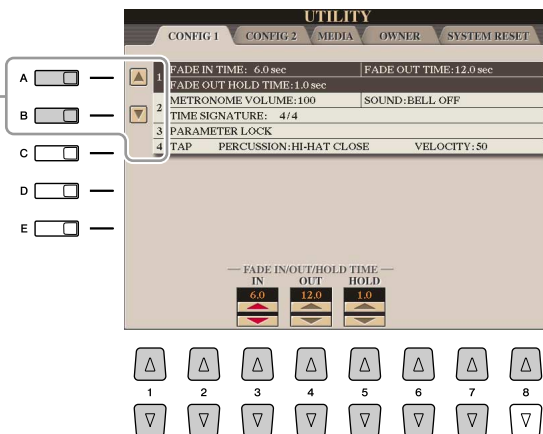 UTILITY
CONFIG 1 CONFIG 2 MEDIA OWNER SYSTEM RESET
A
B
C
D
E
1 FADE IN TIME: 6.0 sec FADE OUT TIME:12.0 sec
FADE OUT HOLD TIME:1.0 sec
2 METRONOME VOLUME:100 SOUND:BELL OFF
TIME SIGNATURE: 4/4
3 PARAMETER LOCK
4 TAP PERCUSSION:HI-HAT CLOSE VELOCITY:50
FADE IN/OUT/HOLD TIME
IN OUT HOLD
6.0 12.0 1.0
1 2 3 4 5 6 7 8